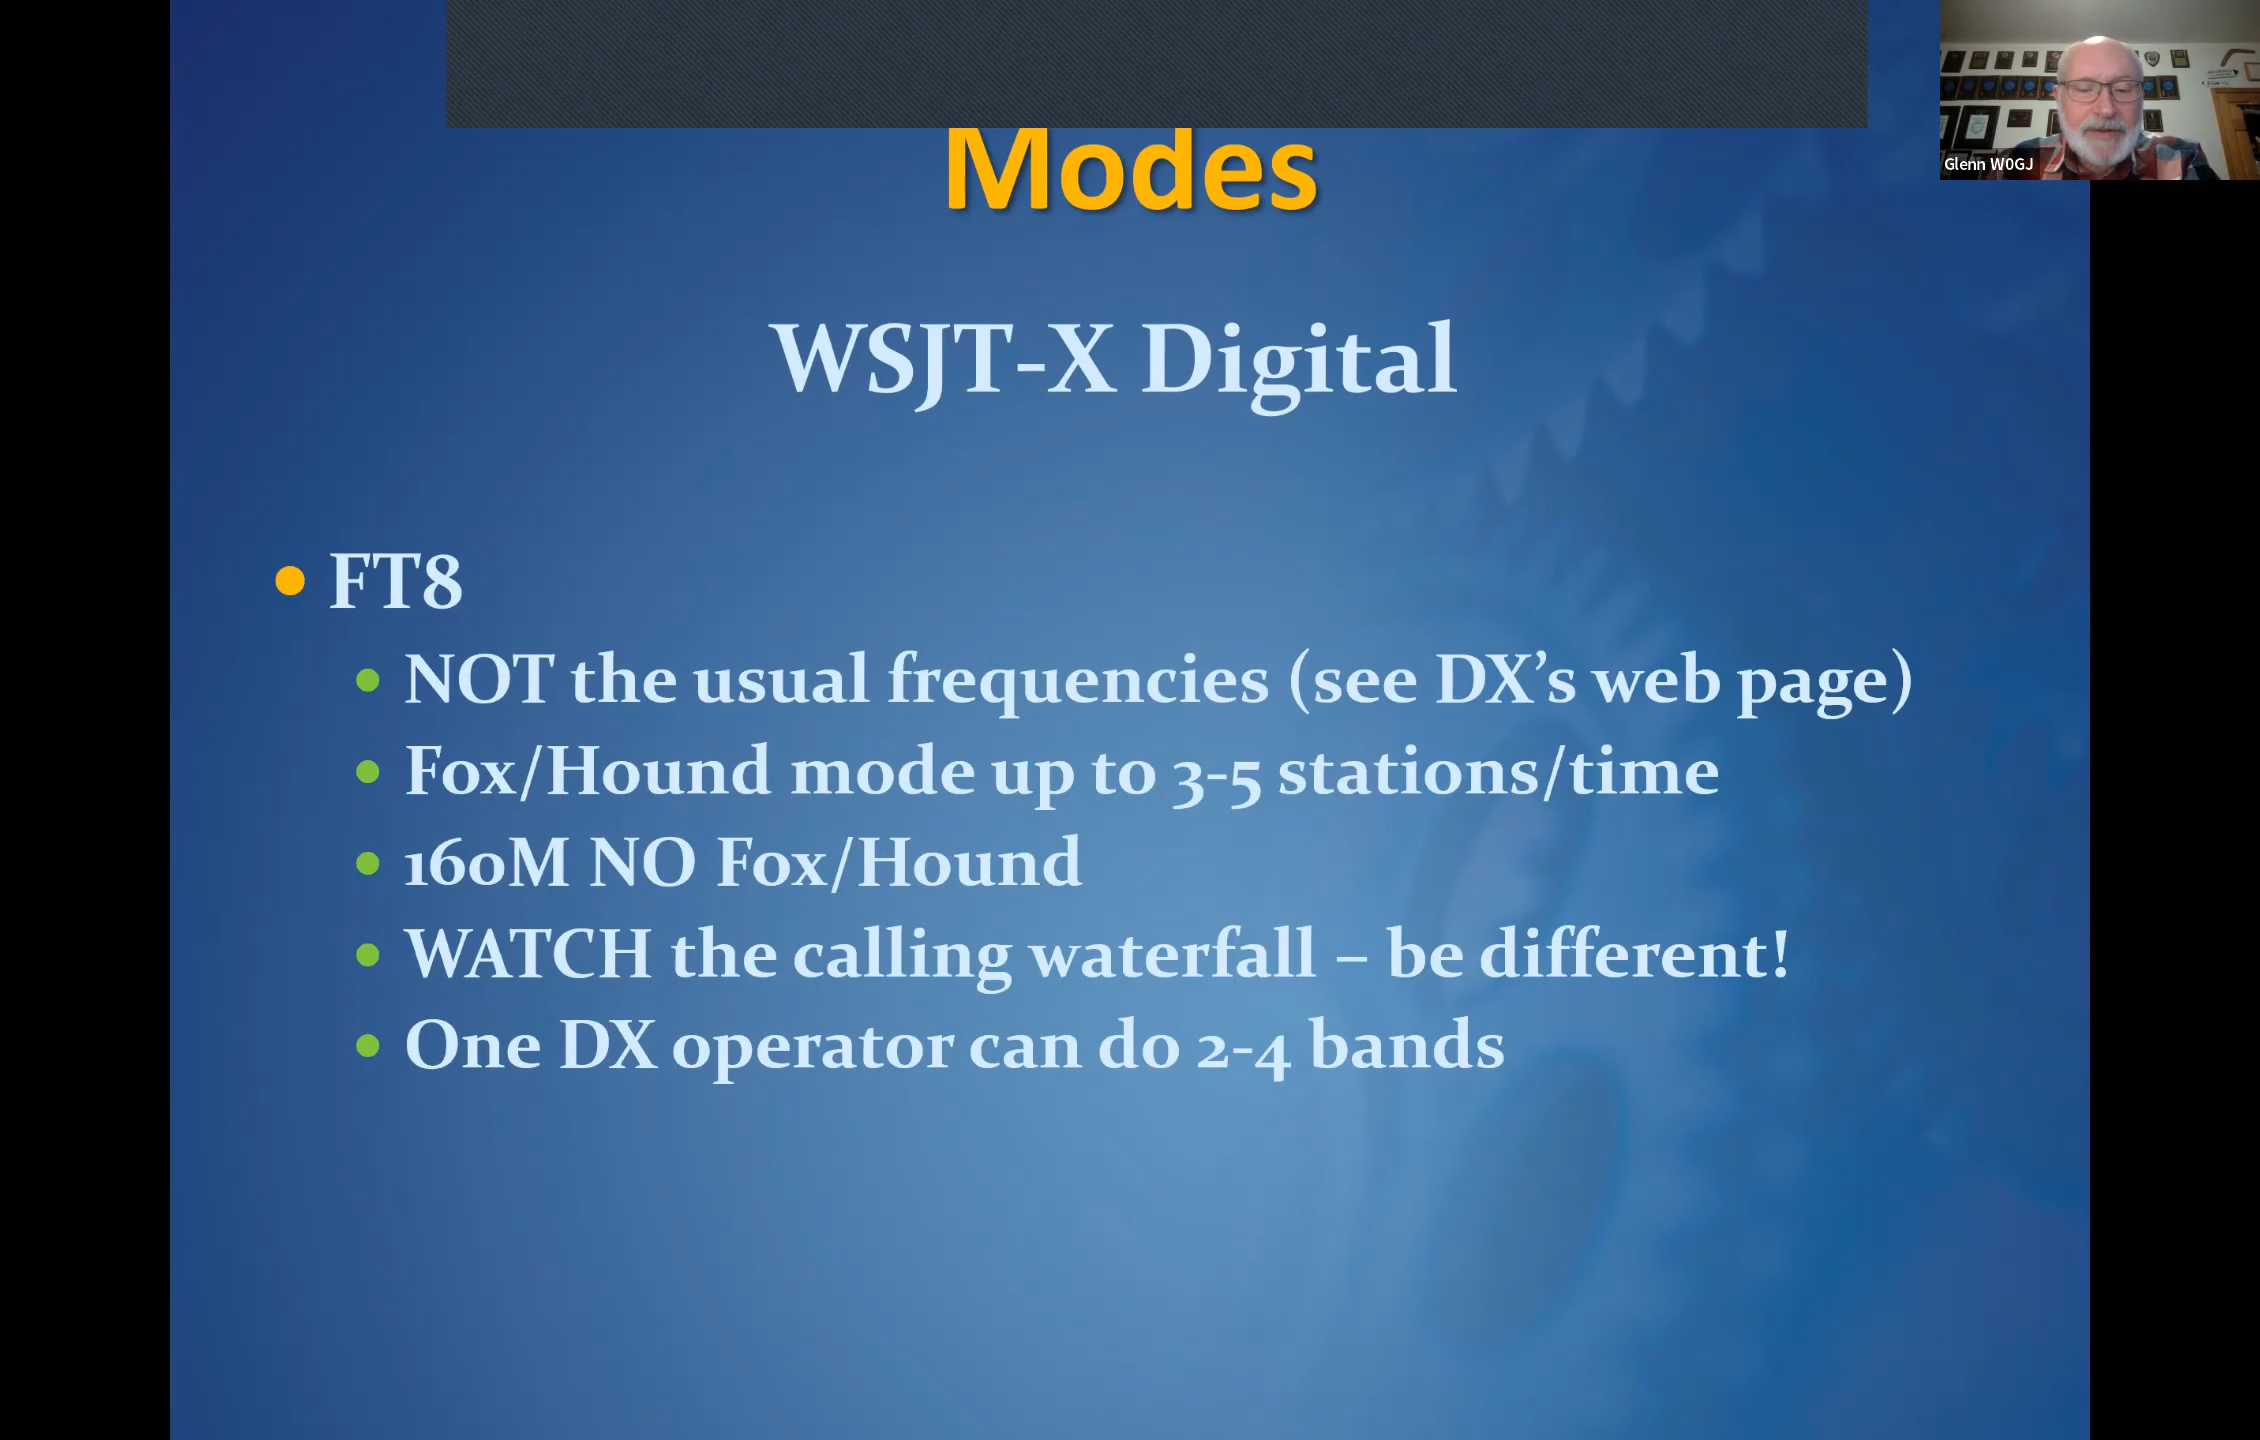 Modes
Glenn W0GJ
WSJT-X Digital
• FT8
• NOT the usual frequencies (see DX’s web page)
• Fox/Hound mode up to 3-5 stations/time
• 160M NO Fox/Hound
• WATCH the calling waterfall – be different!
• One DX operator can do 2-4 bands